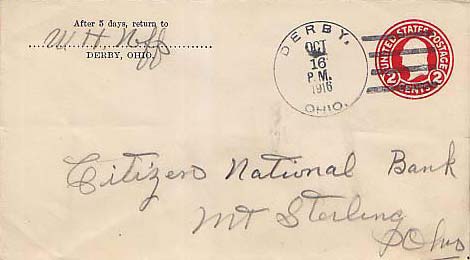 After 5 days, return to
W H Neff
DERBY, OHIO.
DERBY,
OCT
16
P.M.
1916
OHIO.
UNITED STATES POSTAGE
2 CENTS 2
Citizens National Bank
Mt Sterling
Ohio